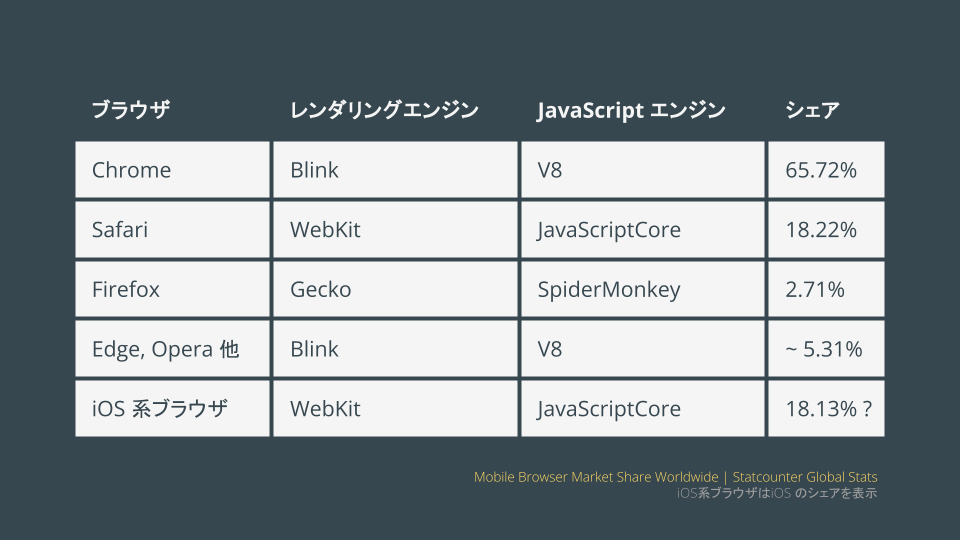 ブラウザ レンダリングエンジン JavaScript エンジン シェア
Chrome Blink V8 65.72%
Safari WebKit JavaScriptCore 18.22%
Firefox Gecko SpiderMonkey 2.71%
Edge, Opera 他 Blink V8 ~ 5.31%
iOS 系ブラウザ WebKit JavaScriptCore 18.13% ?
Mobile Browser Market Share Worldwide | Statcounter Global Stats
iOS系ブラウザはiOS のシェアを表示